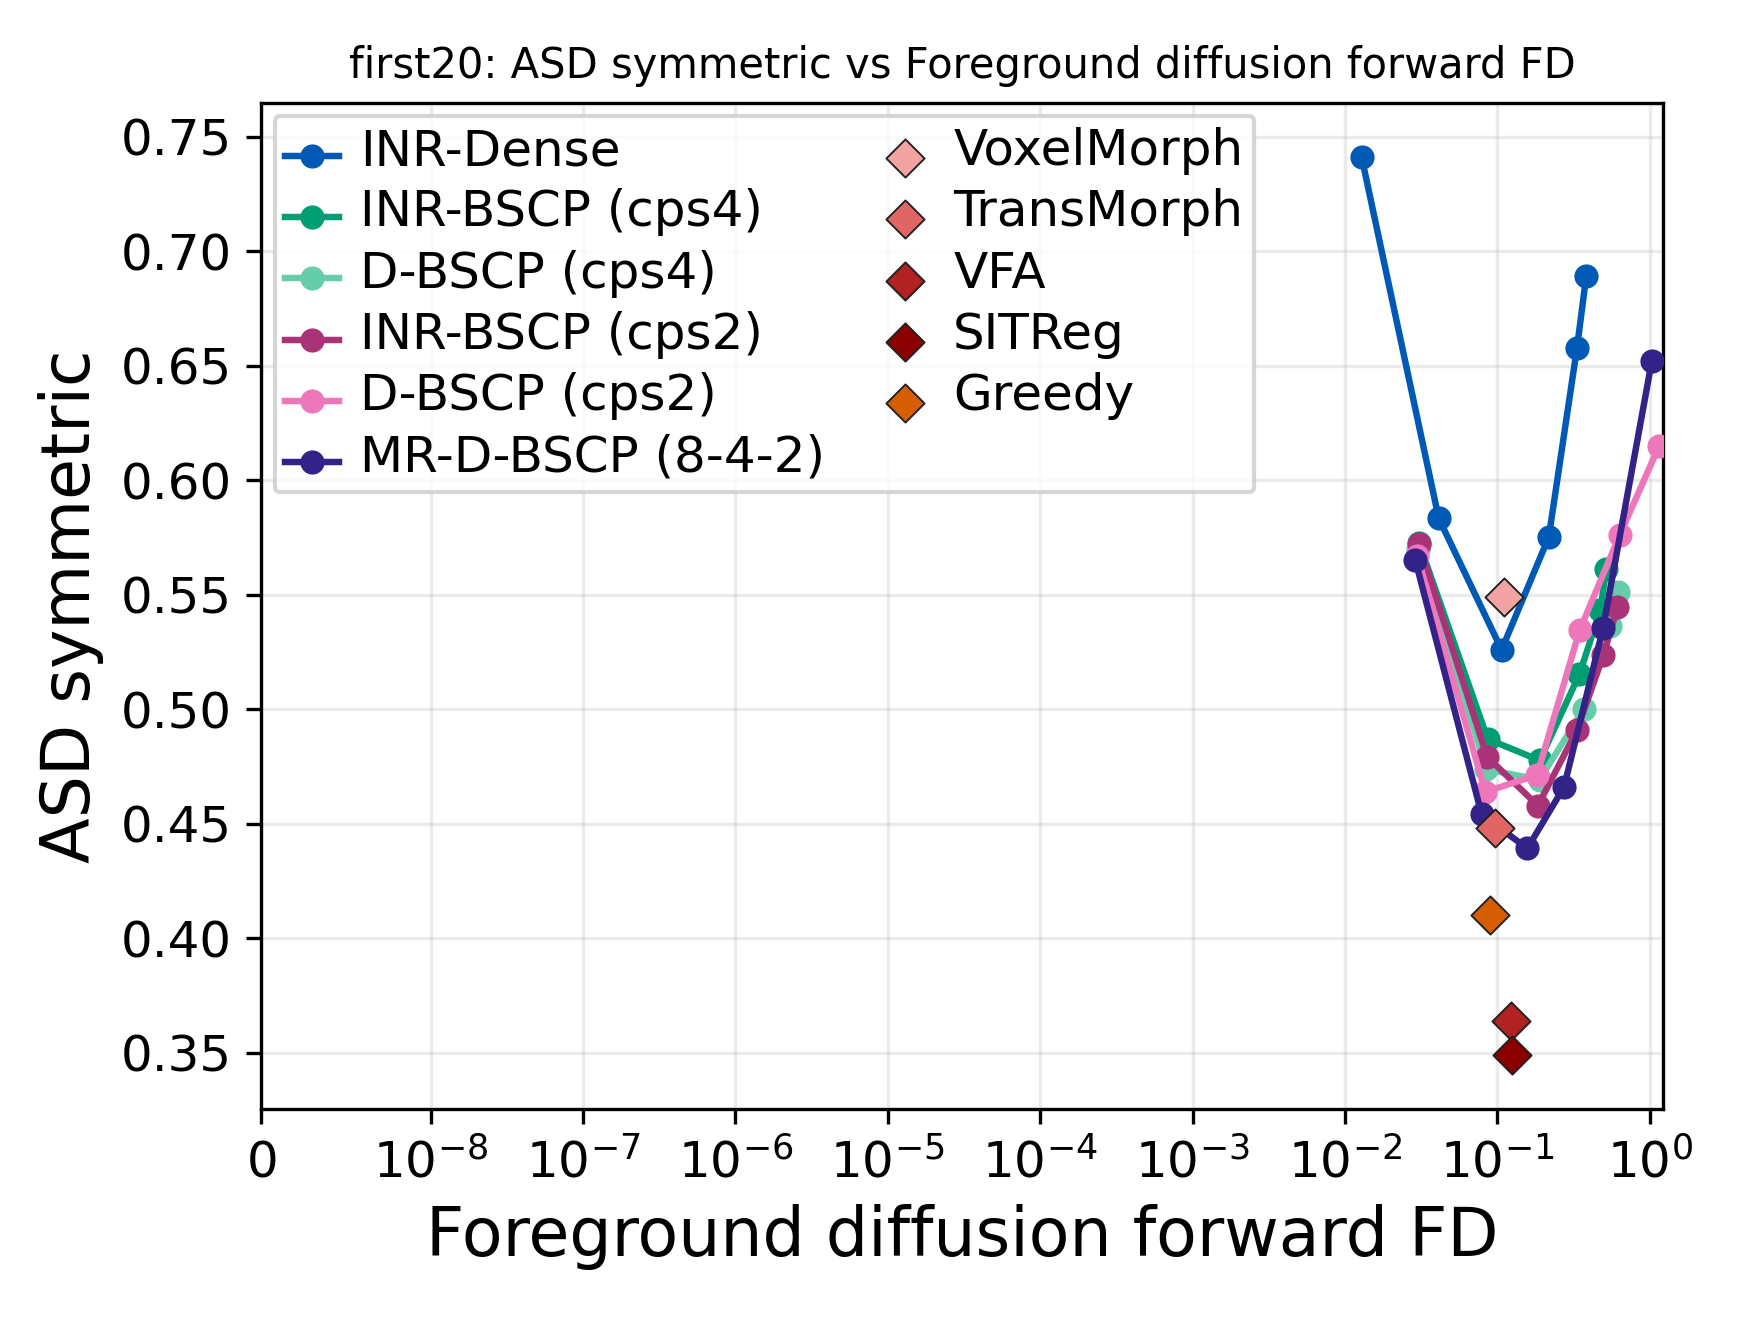 first20: ASD symmetric vs Foreground diffusion forward FD
INR-Dense
INR-BSCP (cps4)
D-BSCP (cps4)
INR-BSCP (cps2)
D-BSCP (cps2)
MR-D-BSCP (8-4-2)
VoxelMorph
TransMorph
VFA
SITReg
Greedy
ASD symmetric
0.75
0.70
0.65
0.60
0.55
0.50
0.45
0.40
0.35
0 10⁻⁸ 10⁻⁷ 10⁻⁶ 10⁻⁵ 10⁻⁴ 10⁻³ 10⁻² 10⁻¹ 10⁰
Foreground diffusion forward FD